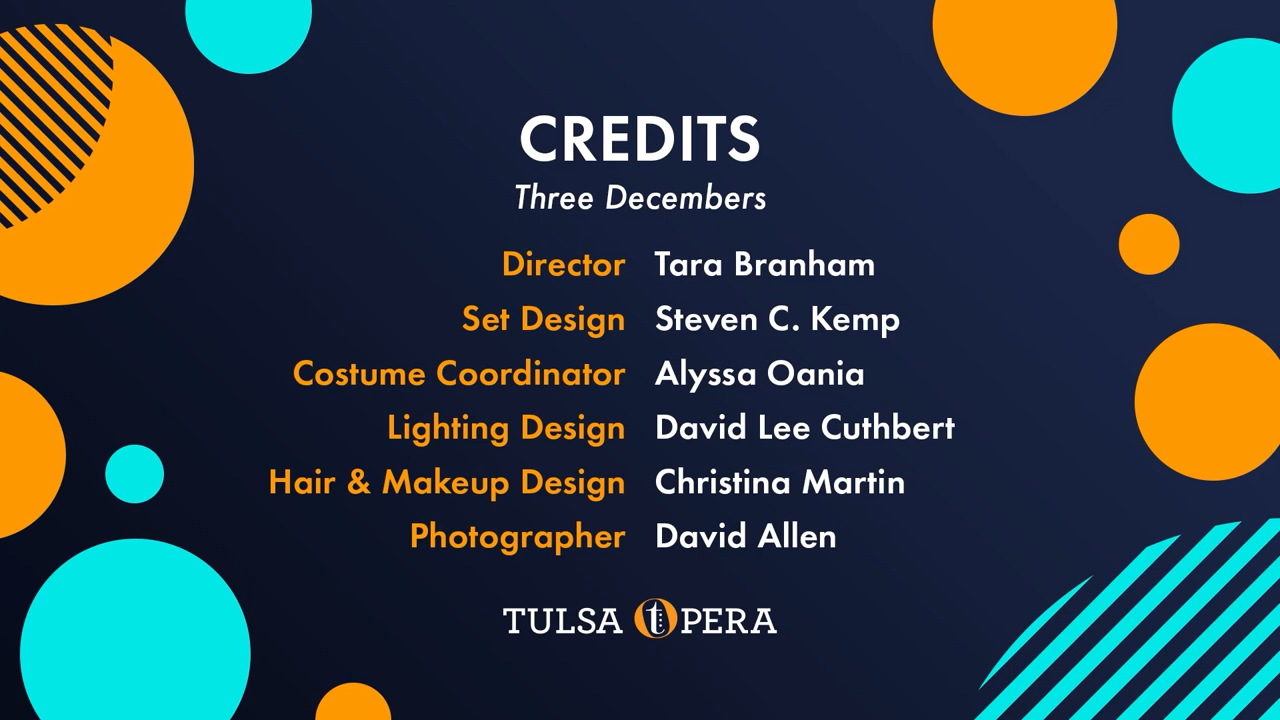 CREDITS
Three Decembers
Director Tara Branham
Set Design Steven C. Kemp
Costume Coordinator Alyssa Oania
Lighting Design David Lee Cuthbert
Hair & Makeup Design Christina Martin
Photographer David Allen
TULSA OPERA